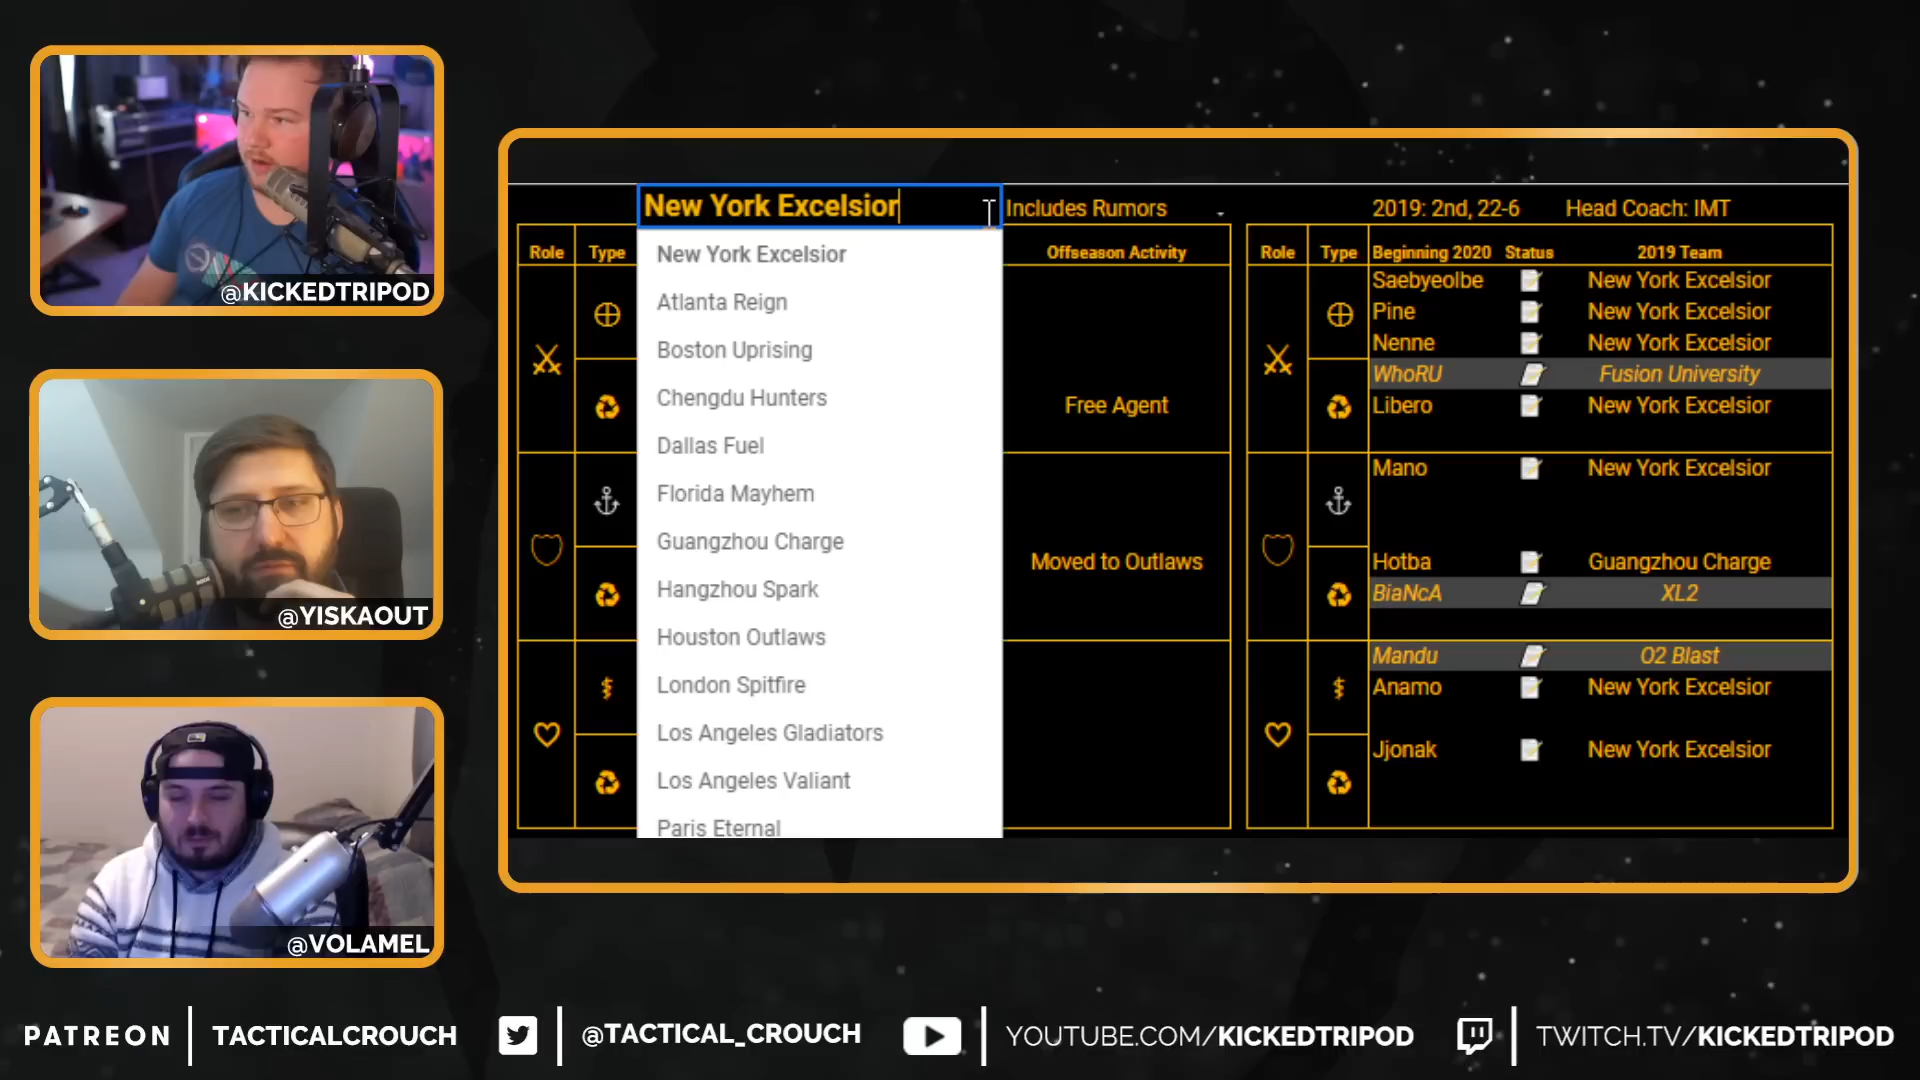 @KICKEDTRIPOD
@YISKAOUT
@VOLAMEL
New York Excelsior
Includes Rumors
2019: 2nd, 22-6
Head Coach: IMT
Role
Type
Offseason Activity
Role
Type
Beginning 2020
Status
2019 Team
New York Excelsior
Atlanta Reign
Boston Uprising
Chengdu Hunters
Dallas Fuel
Florida Mayhem
Guangzhou Charge
Hangzhou Spark
Houston Outlaws
London Spitfire
Los Angeles Gladiators
Los Angeles Valiant
Paris Eternal
Free Agent
Moved to Outlaws
Saebyeolbe New York Excelsior
Pine New York Excelsior
Nenne New York Excelsior
WhoRU Fusion University
Libero New York Excelsior
Mano New York Excelsior
Hotba Guangzhou Charge
BiaNcA XL2
Mandu O2 Blast
Anamo New York Excelsior
Jjonak New York Excelsior
PATREON TACTICALCROUCH
@TACTICAL_CROUCH
YOUTUBE.COM/KICKEDTRIPOD
TWITCH.TV/KICKEDTRIPOD